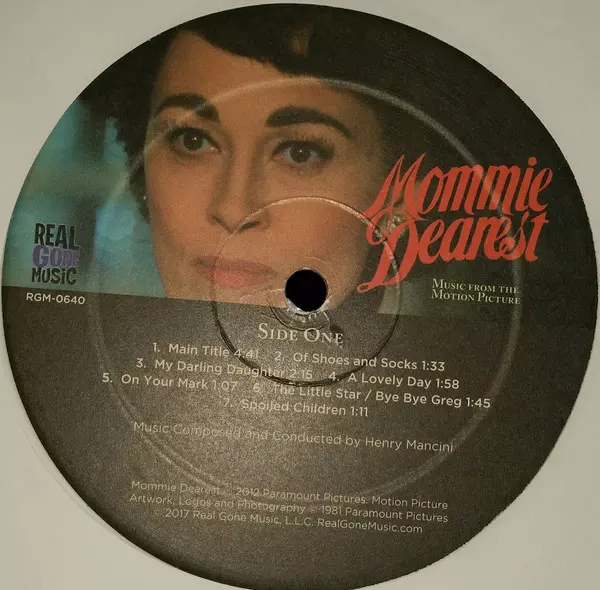 Mommie
Dearest
MUSIC FROM THE
MOTION PICTURE
REAL
GONE
MUSIC
RGM-0640
SIDE ONE
1. Main Title 4:41 2. Of Shoes and Socks 1:33
3. My Darling Daughter 2:15 4. A Lovely Day 1:58
5. On Your Mark 1:07 6. The Little Star / Bye Bye Greg 1:45
7. Spoiled Children 1:11
Music Composed and Conducted by Henry Mancini
Mommie Dearest 2012 Paramount Pictures. Motion Picture
Artwork, Logos and Photography © 1981 Paramount Pictures
© 2017 Real Gone Music, L.L.C. RealGoneMusic.com